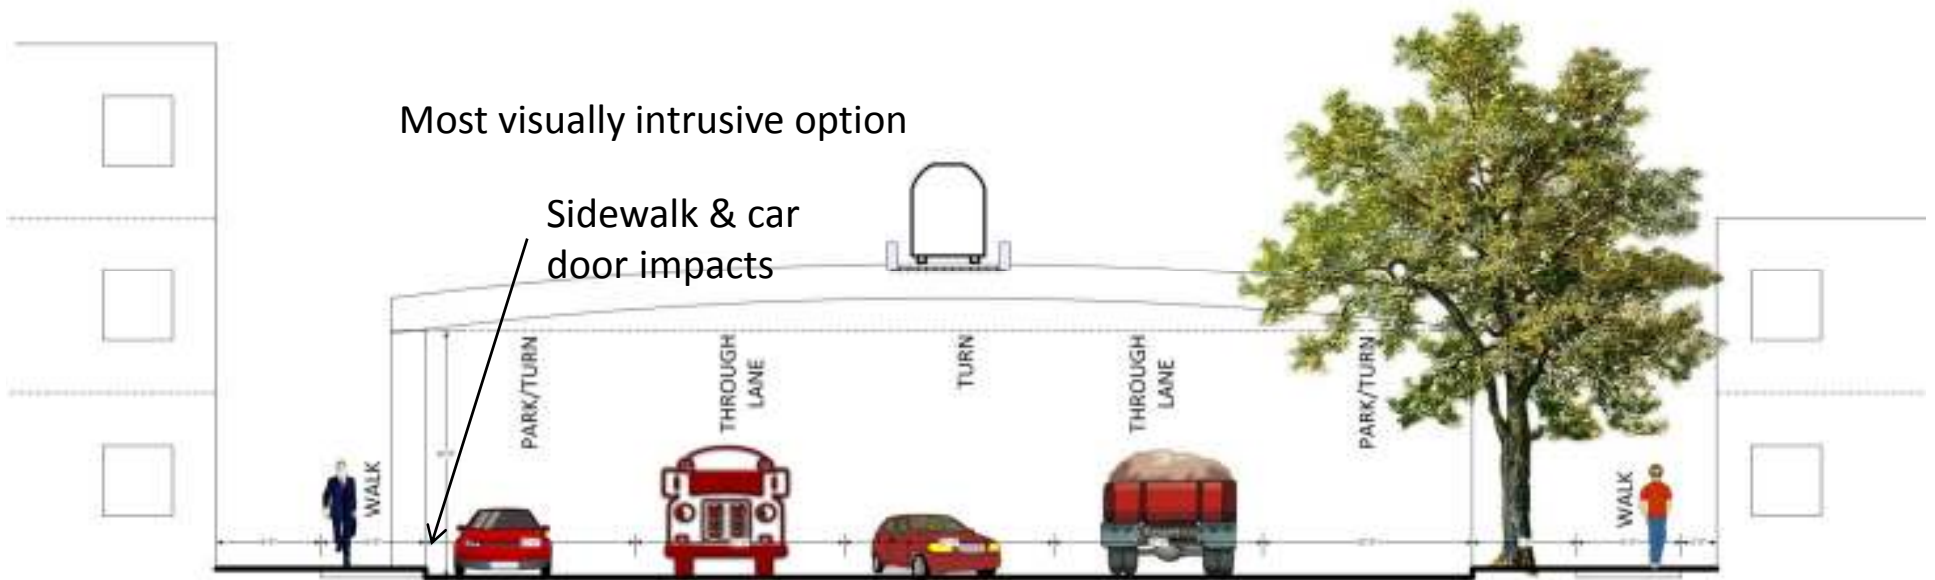 Most visually intrusive option
Sidewalk & car
door impacts
PARK/TURN
THROUGH
LANE
TURN
THROUGH
LANE
PARK/TURN
WALK
WALK